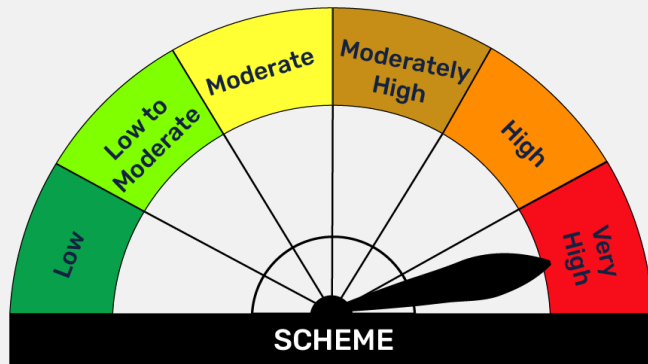 Low
Low to
Moderate
Moderate
Moderately
High
High
Very
High
SCHEME